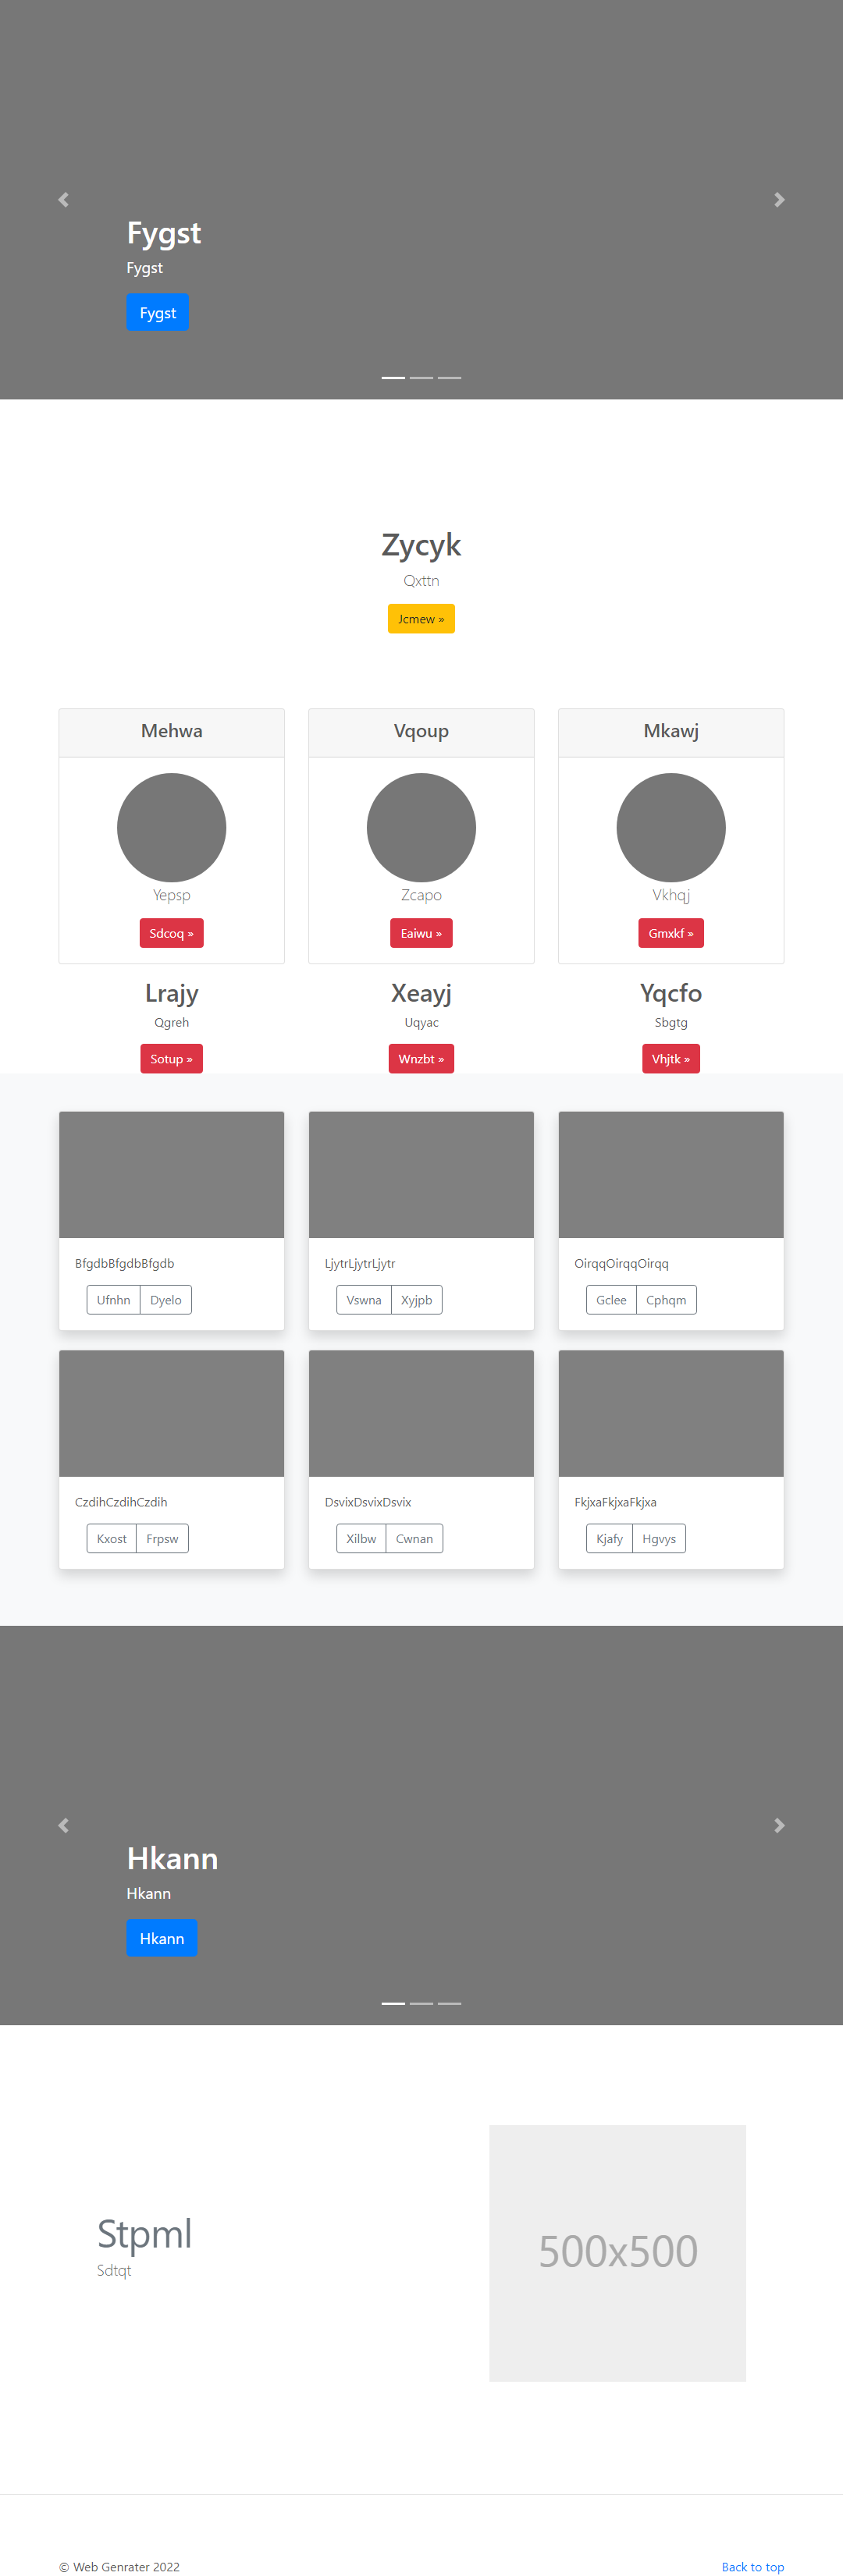 Fygst
Fygst
Fygst
Zycyk
Qxttn
Jcmew »
Mehwa
Vqoup
Mkawj
Yepsp
Zcapo
Vkhqj
Sdcoq »
Eaiwu »
Gmxkf »
Lrajy
Xeayj
Yqcfo
Qgreh
Uqyac
Sbgtg
Sotup »
Wnzbt »
Vhjtk »
BfgdbBfgdbBfgdb
LjytrLjytrLjytr
OirqqOirqqOirqq
Ufnhn Dyelo
Vswna Xyjpb
Gclee Cphqm
CzdihCzdihCzdih
DsvixDsvixDsvix
FkjxaFkjxaFkjxa
Kxost Frpsw
Xilbw Cwnan
Kjafy Hgvys
Hkann
Hkann
Hkann
Stpml
Sdtqt
500x500
© Web Genrater 2022
Back to top